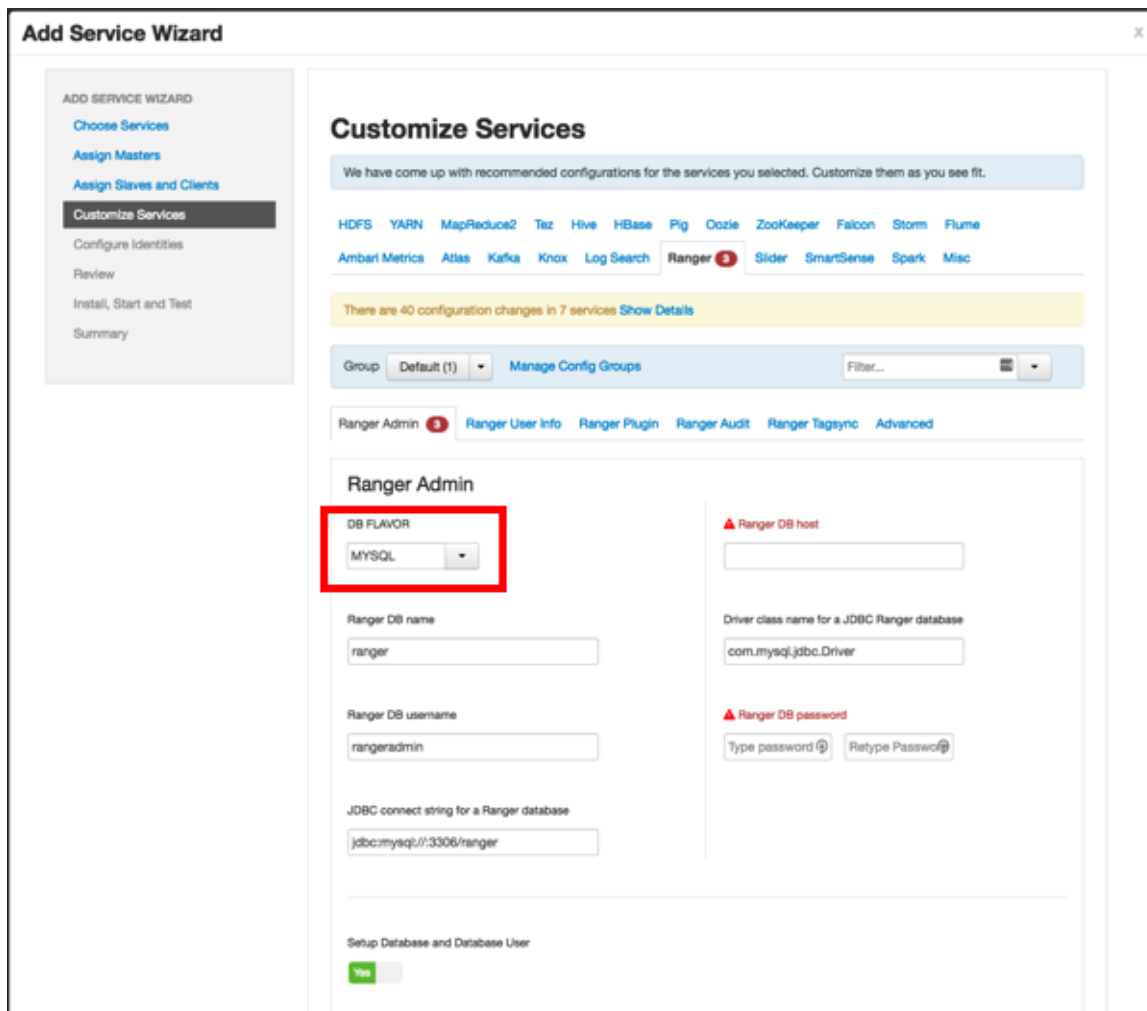 Add Service Wizard
x
ADD SERVICE WIZARD
Choose Services
Assign Masters
Assign Slaves and Clients
Customize Services
Configure Identities
Review
Install, Start and Test
Summary
Customize Services
We have come up with recommended configurations for the services you selected. Customize them as you see fit.
HDFS YARN MapReduce2 Tez Hive HBase Pig Oozie ZooKeeper Falcon Storm Flume
Ambari Metrics Atlas Kafka Knox Log Search Ranger 3 Slider SmartSense Spark Misc
There are 40 configuration changes in 7 services Show Details
Group Default (1) Manage Config Groups Filter...
Ranger Admin 3 Ranger User Info Ranger Plugin Ranger Audit Ranger Tagsync Advanced
Ranger Admin
DB FLAVOR
MYSQL
Ranger DB host
Ranger DB name
ranger
Driver class name for a JDBC Ranger database
com.mysql.jdbc.Driver
Ranger DB username
rangeradmin
Ranger DB password
Type password Retype Password
JDBC connect string for a Ranger database
jdbc:mysql://:3306/ranger
Setup Database and Database User
Yes